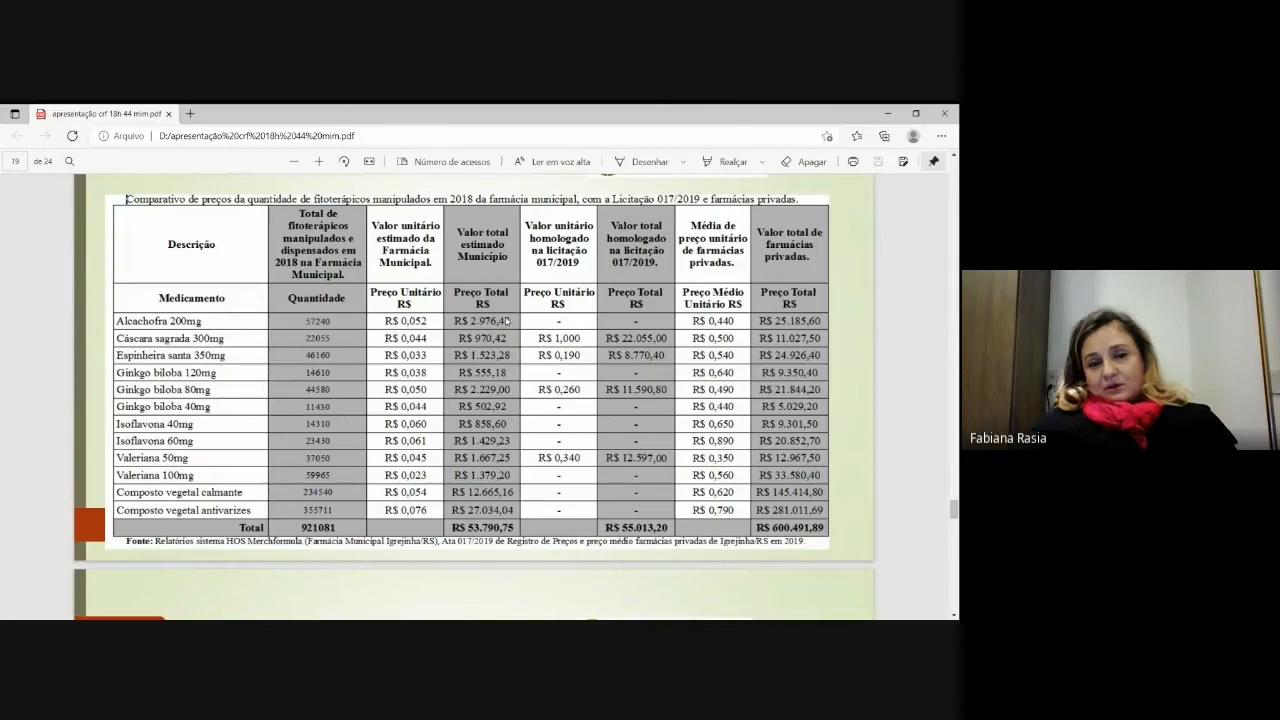 apresentação crf 18h 44 mim.pdf
Arquivo D:/apresentação%20crf%2018h%2044%20mim.pdf
19 de 24 Número de acessos Ler em voz alta Desenhar Realçar Apagar
Comparativo de preços da quantidade de fitoterápicos manipulados em 2018 da farmácia municipal, com a Licitação 017/2019 e farmácias privadas.
Descrição
Total de fitoterápicos manipulados e dispensados em 2018 na Farmácia Municipal.
Valor unitário estimado da Farmácia Municipal.
Valor total estimado Município
Valor unitário homologado na licitação 017/2019
Valor total homologado na licitação 017/2019.
Média de preço unitário de farmácias privadas.
Valor total de farmácias privadas.
Medicamento Quantidade Preço Unitário R$ Preço Total R$ Preço Unitário R$ Preço Total R$ Preço Médio Unitário R$ Preço Total R$
Alcachofra 200mg 57240 R$ 0,052 R$ 2.976,4 - - R$ 0,440 R$ 25.185,60
Cáscara sagrada 300mg 22055 R$ 0,044 R$ 970,42 R$ 1,000 R$ 22.055,00 R$ 0,500 R$ 11.027,50
Espinheira santa 350mg 46160 R$ 0,033 R$ 1.523,28 R$ 0,190 R$ 8.770,40 R$ 0,540 R$ 24.926,40
Ginkgo biloba 120mg 14610 R$ 0,038 R$ 555,18 - - R$ 0,640 R$ 9.350,40
Ginkgo biloba 80mg 44580 R$ 0,050 R$ 2.229,00 R$ 0,260 R$ 11.590,80 R$ 0,490 R$ 21.844,20
Ginkgo biloba 40mg 11430 R$ 0,044 R$ 502,92 - - R$ 0,440 R$ 5.029,20
Isoflavona 40mg 14310 R$ 0,060 R$ 858,60 - - R$ 0,650 R$ 9.301,50
Isoflavona 60mg 23430 R$ 0,061 R$ 1.429,23 - - R$ 0,890 R$ 20.852,70
Valeriana 50mg 37050 R$ 0,045 R$ 1.667,25 R$ 0,340 R$ 12.597,00 R$ 0,350 R$ 12.967,50
Valeriana 100mg 59965 R$ 0,023 R$ 1.379,20 - - R$ 0,560 R$ 33.580,40
Composto vegetal calmante 234540 R$ 0,054 R$ 12.665,16 - - R$ 0,620 R$ 145.414,80
Composto vegetal antivarizes 355711 R$ 0,076 R$ 27.034,04 - - R$ 0,790 R$ 281.011,69
Total 921081 R$ 53.790,75 R$ 55.013,20 R$ 600.491,89
Fonte: Relatórios sistema HOS Merchformula (Farmácia Municipal Igrejinha/RS), Ata 017/2019 de Registro de Preços e preço médio farmácias privadas de Igrejinha/RS em 2019.
Fabiana Rasia